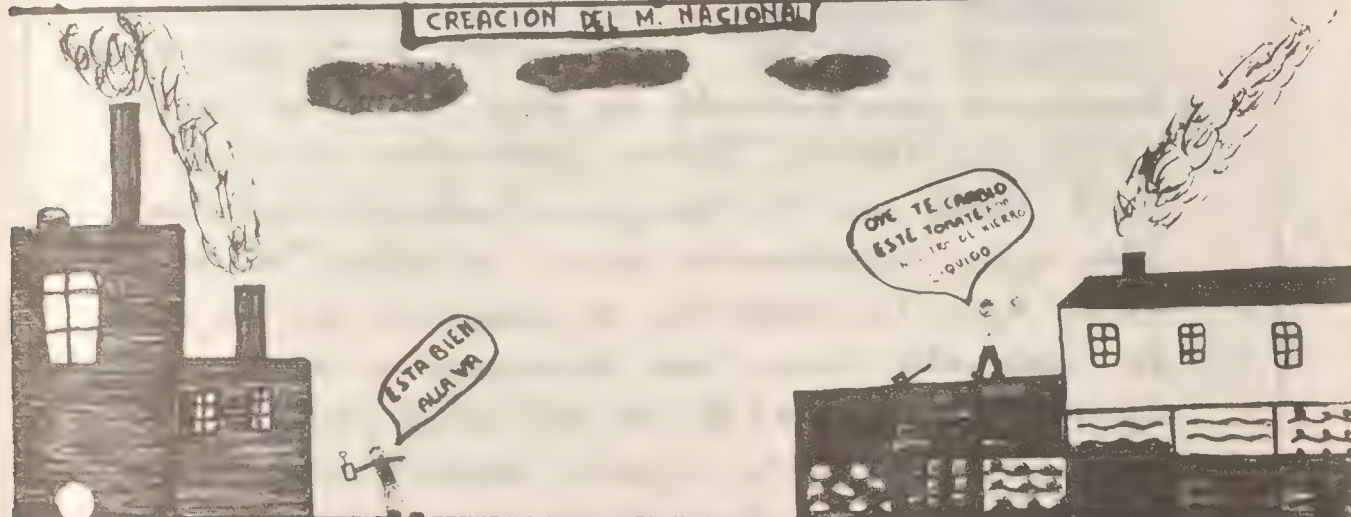 CREACION DEL M. NACIONAL
OYE TE CAMBIO
ESTE TOMATE POR
DE HIERRO
LIQUIDO
ESTA BIEN
ALLA VA